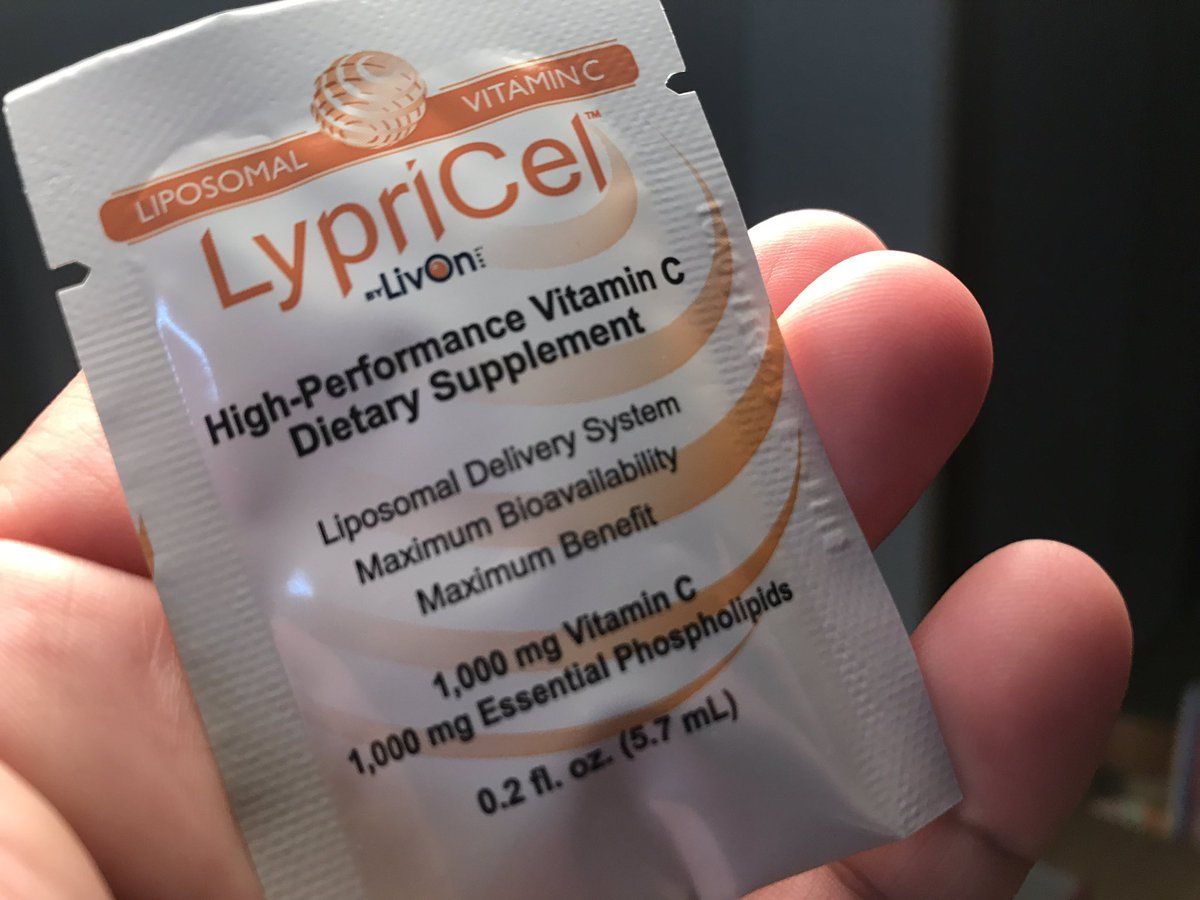 LIPOSOMAL VITAMIN C
LypriCel™
BY LivOn
High-Performance Vitamin C
Dietary Supplement
Liposomal Delivery System
Maximum Bioavailability
Maximum Benefit
1,000 mg Vitamin C
1,000 mg Essential Phospholipids
0.2 fl. oz. (5.7 mL)